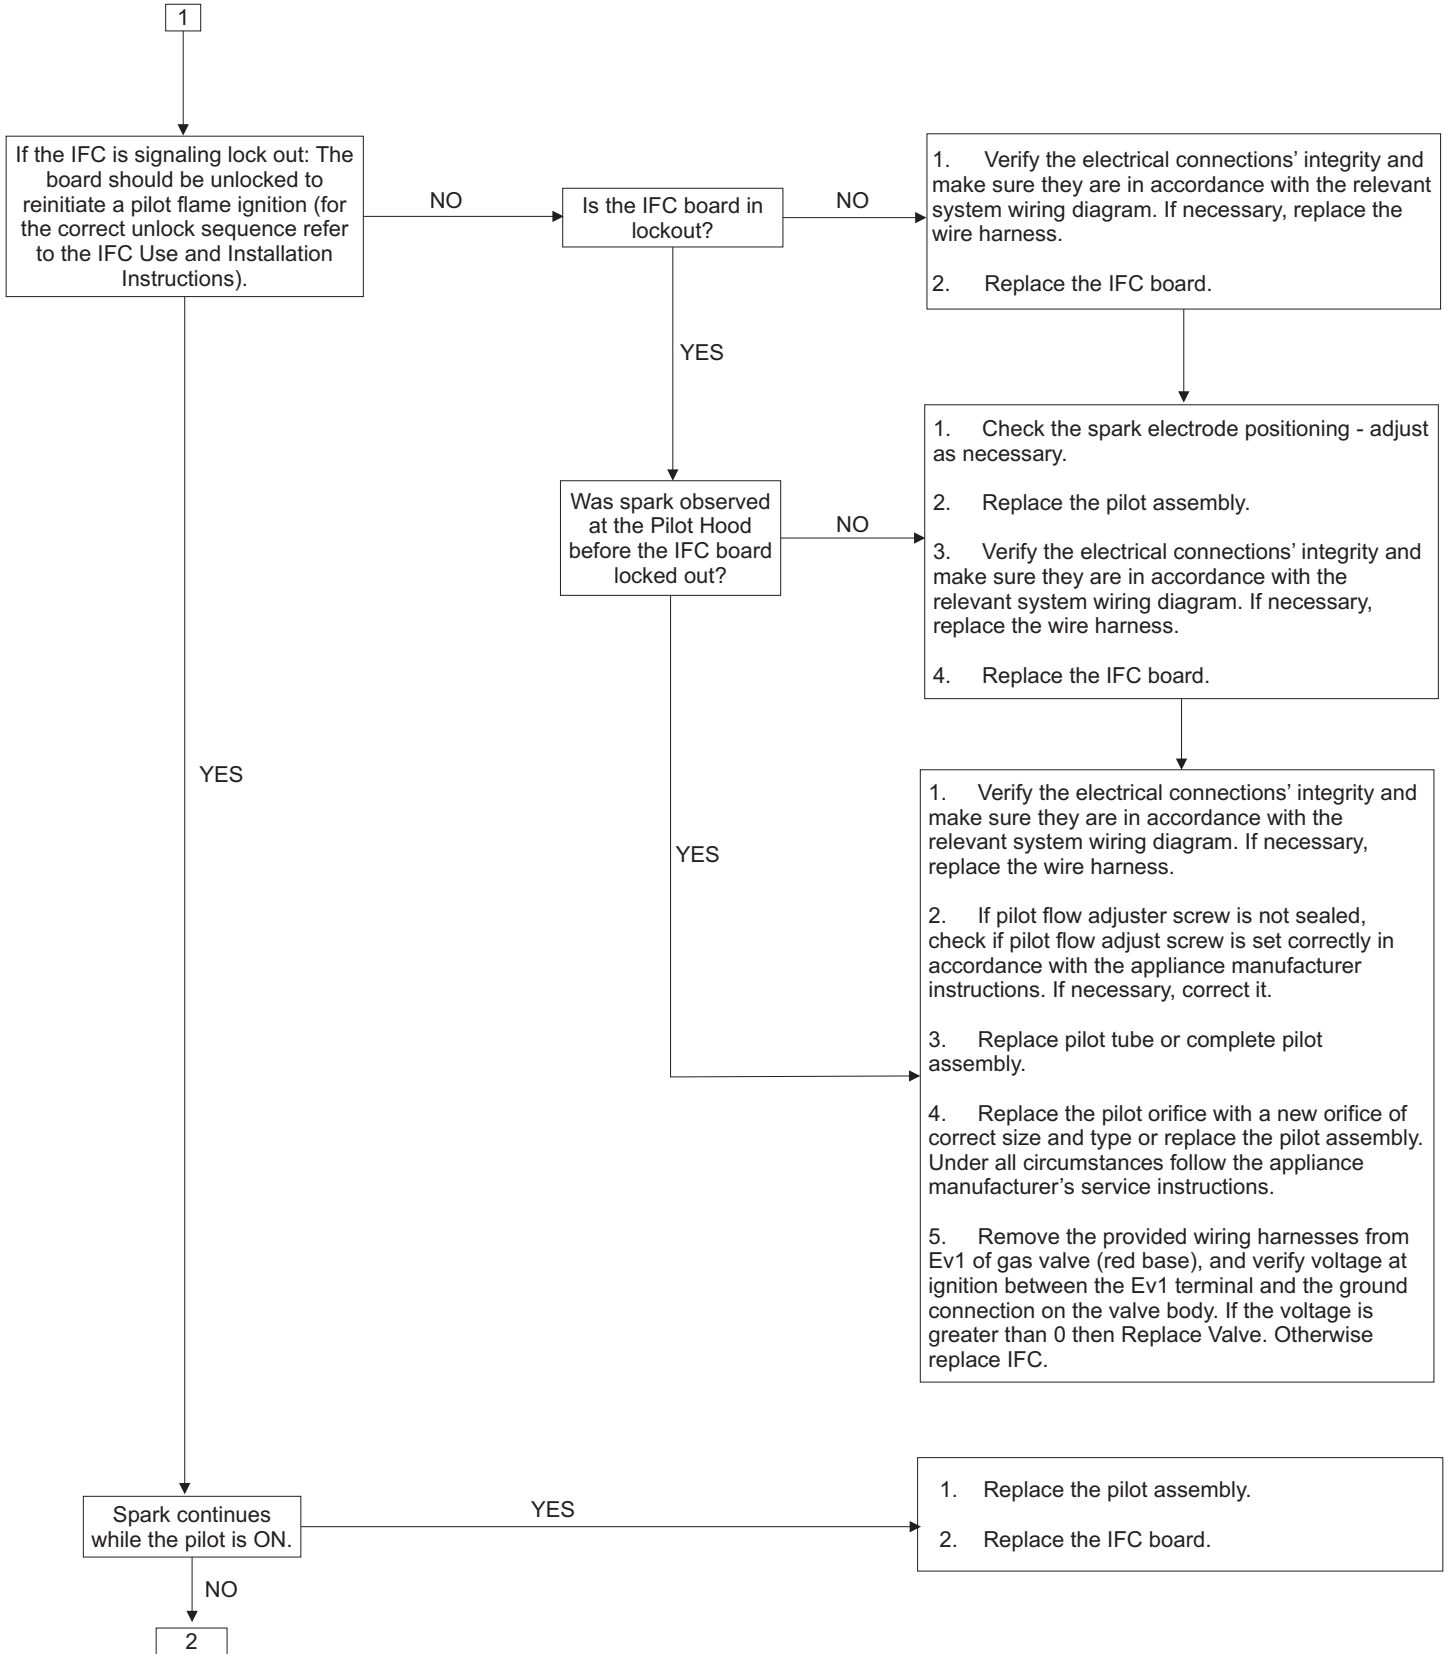 1
If the IFC is signaling lock out: The
board should be unlocked to
reinitiate a pilot flame ignition (for
the correct unlock sequence refer
to the IFC Use and Installation
Instructions).
NO
Is the IFC board in
lockout?
NO
1. Verify the electrical connections’ integrity and
make sure they are in accordance with the relevant
system wiring diagram. If necessary, replace the
wire harness.
2. Replace the IFC board.
YES
Was spark observed
at the Pilot Hood
before the IFC board
locked out?
NO
1. Check the spark electrode positioning - adjust
as necessary.
2. Replace the pilot assembly.
3. Verify the electrical connections’ integrity and
make sure they are in accordance with the
relevant system wiring diagram. If necessary,
replace the wire harness.
4. Replace the IFC board.
YES
YES
1. Verify the electrical connections’ integrity and
make sure they are in accordance with the
relevant system wiring diagram. If necessary,
replace the wire harness.
2. If pilot flow adjuster screw is not sealed,
check if pilot flow adjust screw is set correctly in
accordance with the appliance manufacturer
instructions. If necessary, correct it.
3. Replace pilot tube or complete pilot
assembly.
4. Replace the pilot orifice with a new orifice of
correct size and type or replace the pilot assembly.
Under all circumstances follow the appliance
manufacturer’s service instructions.
5. Remove the provided wiring harnesses from
Ev1 of gas valve (red base), and verify voltage at
ignition between the Ev1 terminal and the ground
connection on the valve body. If the voltage is
greater than 0 then Replace Valve. Otherwise
replace IFC.
Spark continues
while the pilot is ON.
YES
1. Replace the pilot assembly.
2. Replace the IFC board.
NO
2